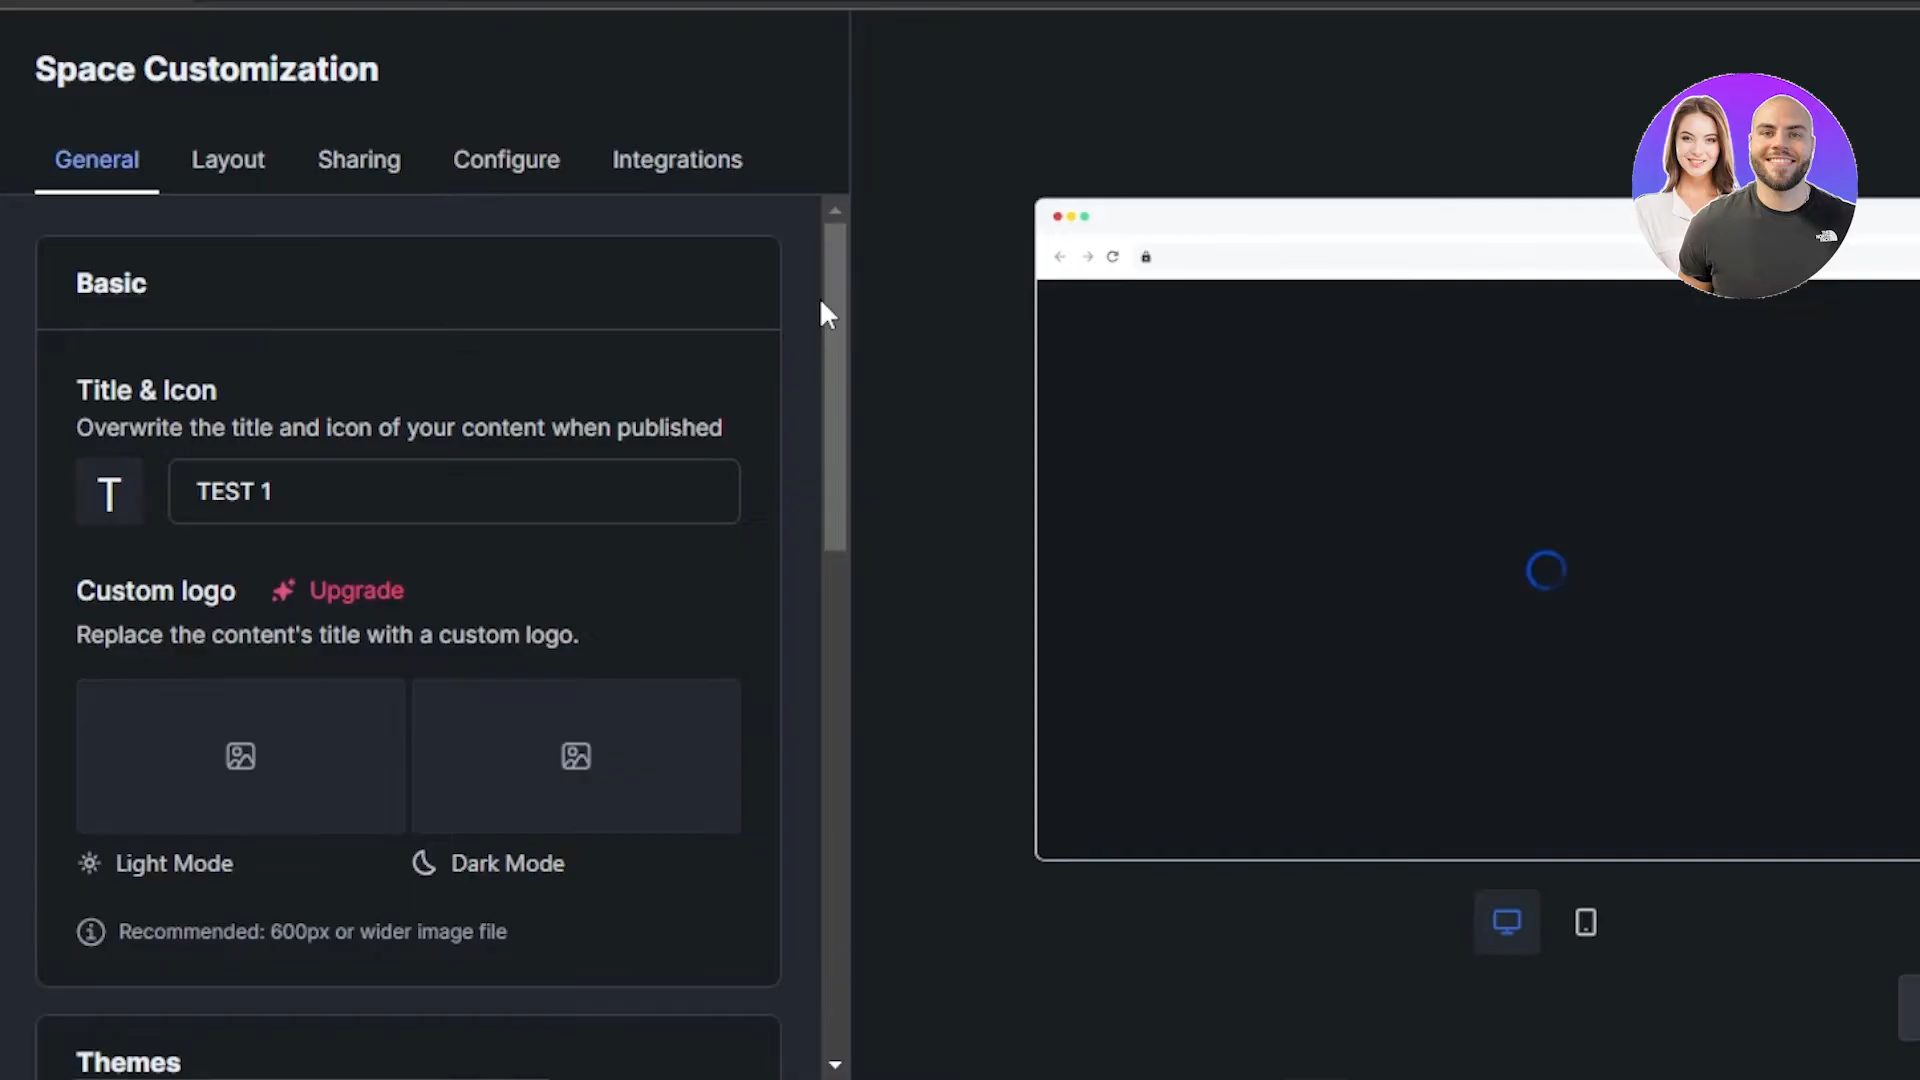 Space Customization
General Layout Sharing Configure Integrations
Basic
Title & Icon
Overwrite the title and icon of your content when published
T TEST 1
Custom logo Upgrade
Replace the content's title with a custom logo.
Light Mode Dark Mode
Recommended: 600px or wider image file
Themes